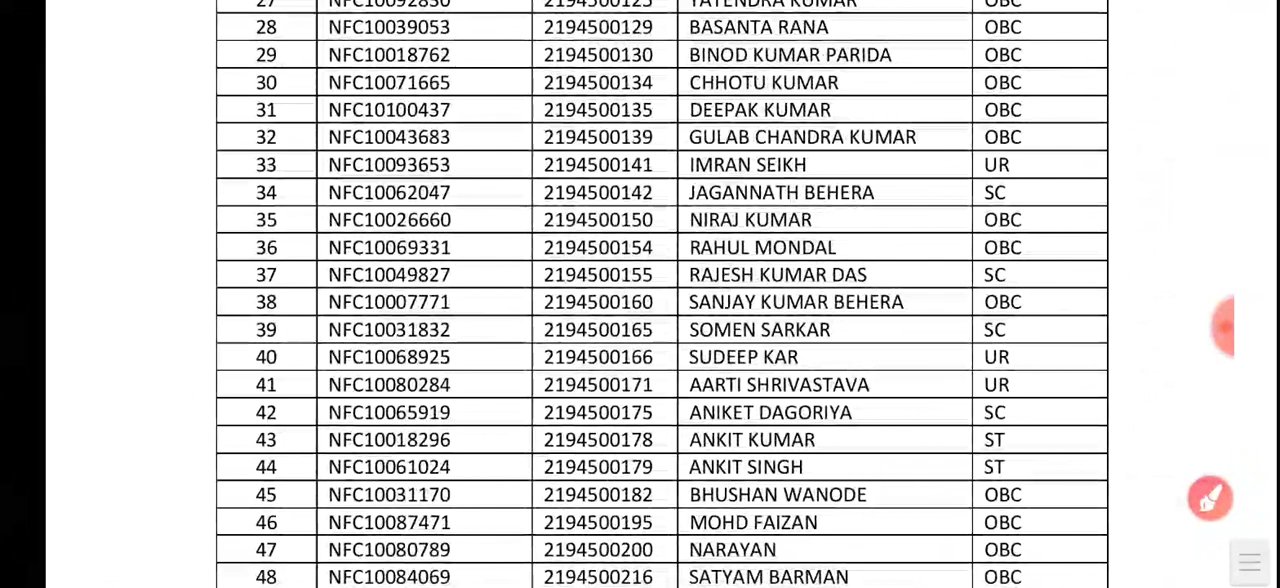 27 NFC10092830 2194500125 YATENDRA KUMAR OBC
28 NFC10039053 2194500129 BASANTA RANA OBC
29 NFC10018762 2194500130 BINOD KUMAR PARIDA OBC
30 NFC10071665 2194500134 CHHOTU KUMAR OBC
31 NFC10100437 2194500135 DEEPAK KUMAR OBC
32 NFC10043683 2194500139 GULAB CHANDRA KUMAR OBC
33 NFC10093653 2194500141 IMRAN SEIKH UR
34 NFC10062047 2194500142 JAGANNATH BEHERA SC
35 NFC10026660 2194500150 NIRAJ KUMAR OBC
36 NFC10069331 2194500154 RAHUL MONDAL OBC
37 NFC10049827 2194500155 RAJESH KUMAR DAS SC
38 NFC10007771 2194500160 SANJAY KUMAR BEHERA OBC
39 NFC10031832 2194500165 SOMEN SARKAR SC
40 NFC10068925 2194500166 SUDEEP KAR UR
41 NFC10080284 2194500171 AARTI SHRIVASTAVA UR
42 NFC10065919 2194500175 ANIKET DAGORIYA SC
43 NFC10018296 2194500178 ANKIT KUMAR ST
44 NFC10061024 2194500179 ANKIT SINGH ST
45 NFC10031170 2194500182 BHUSHAN WANODE OBC
46 NFC10087471 2194500195 MOHD FAIZAN OBC
47 NFC10080789 2194500200 NARAYAN OBC
48 NFC10084069 2194500216 SATYAM BARMAN OBC